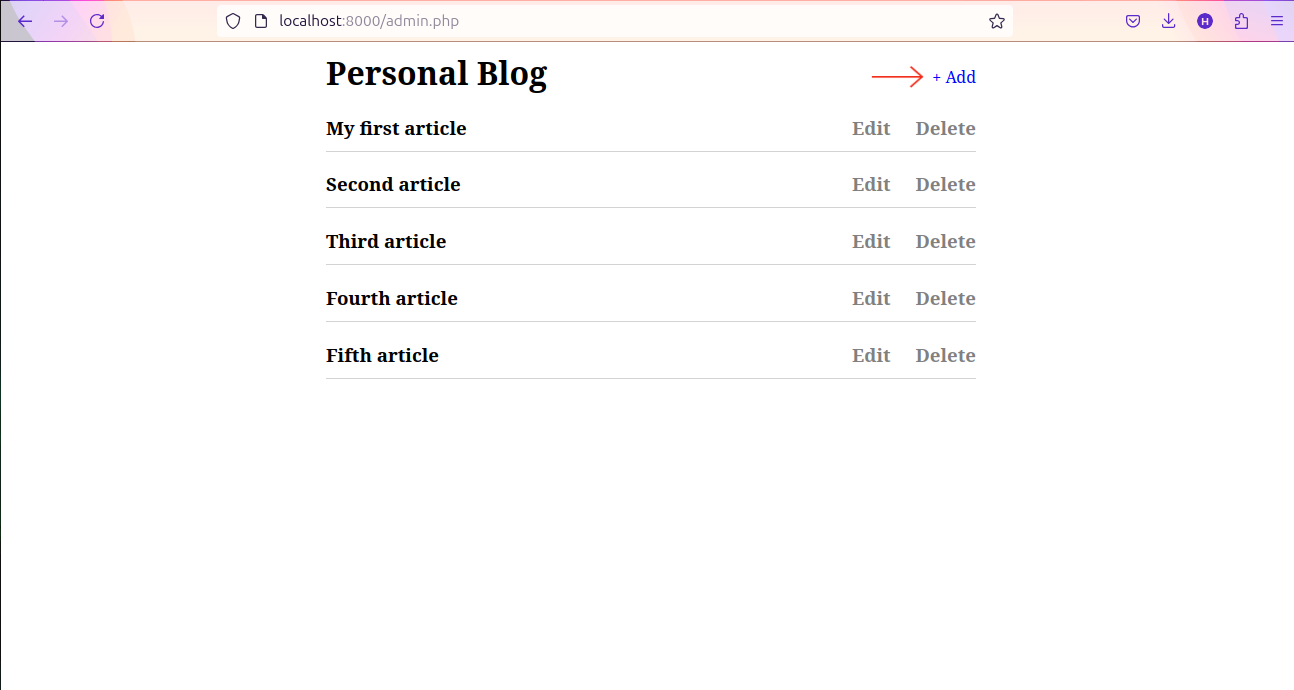 localhost:8000/admin.php
H
Personal Blog
+ Add
My first article Edit Delete
Second article Edit Delete
Third article Edit Delete
Fourth article Edit Delete
Fifth article Edit Delete